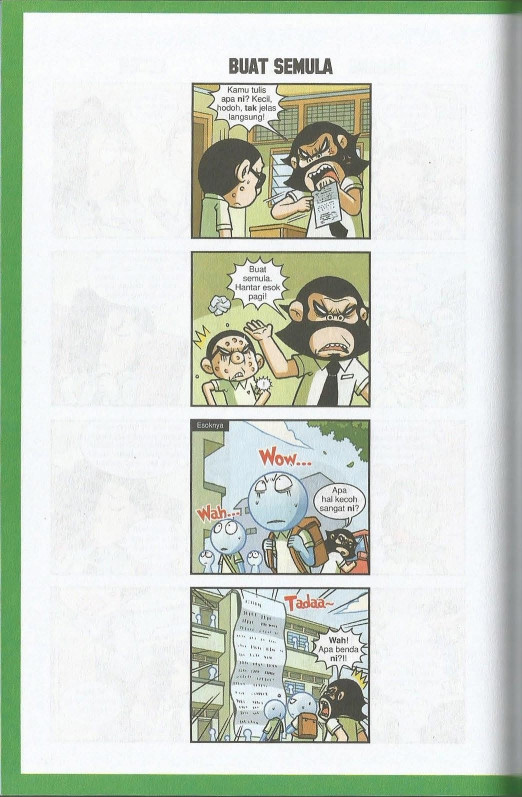 BUAT SEMULA
Kamu tulis
apa ni? Kecil,
hodoh, tak jelas
langsung!
Buat
semula.
Hantar esok
pagi!
Esoknya
Wow...
Wah...
Apa
hal kecoh
sangat ni?
Tadaa~
Wah!
Apa benda
ni?!!